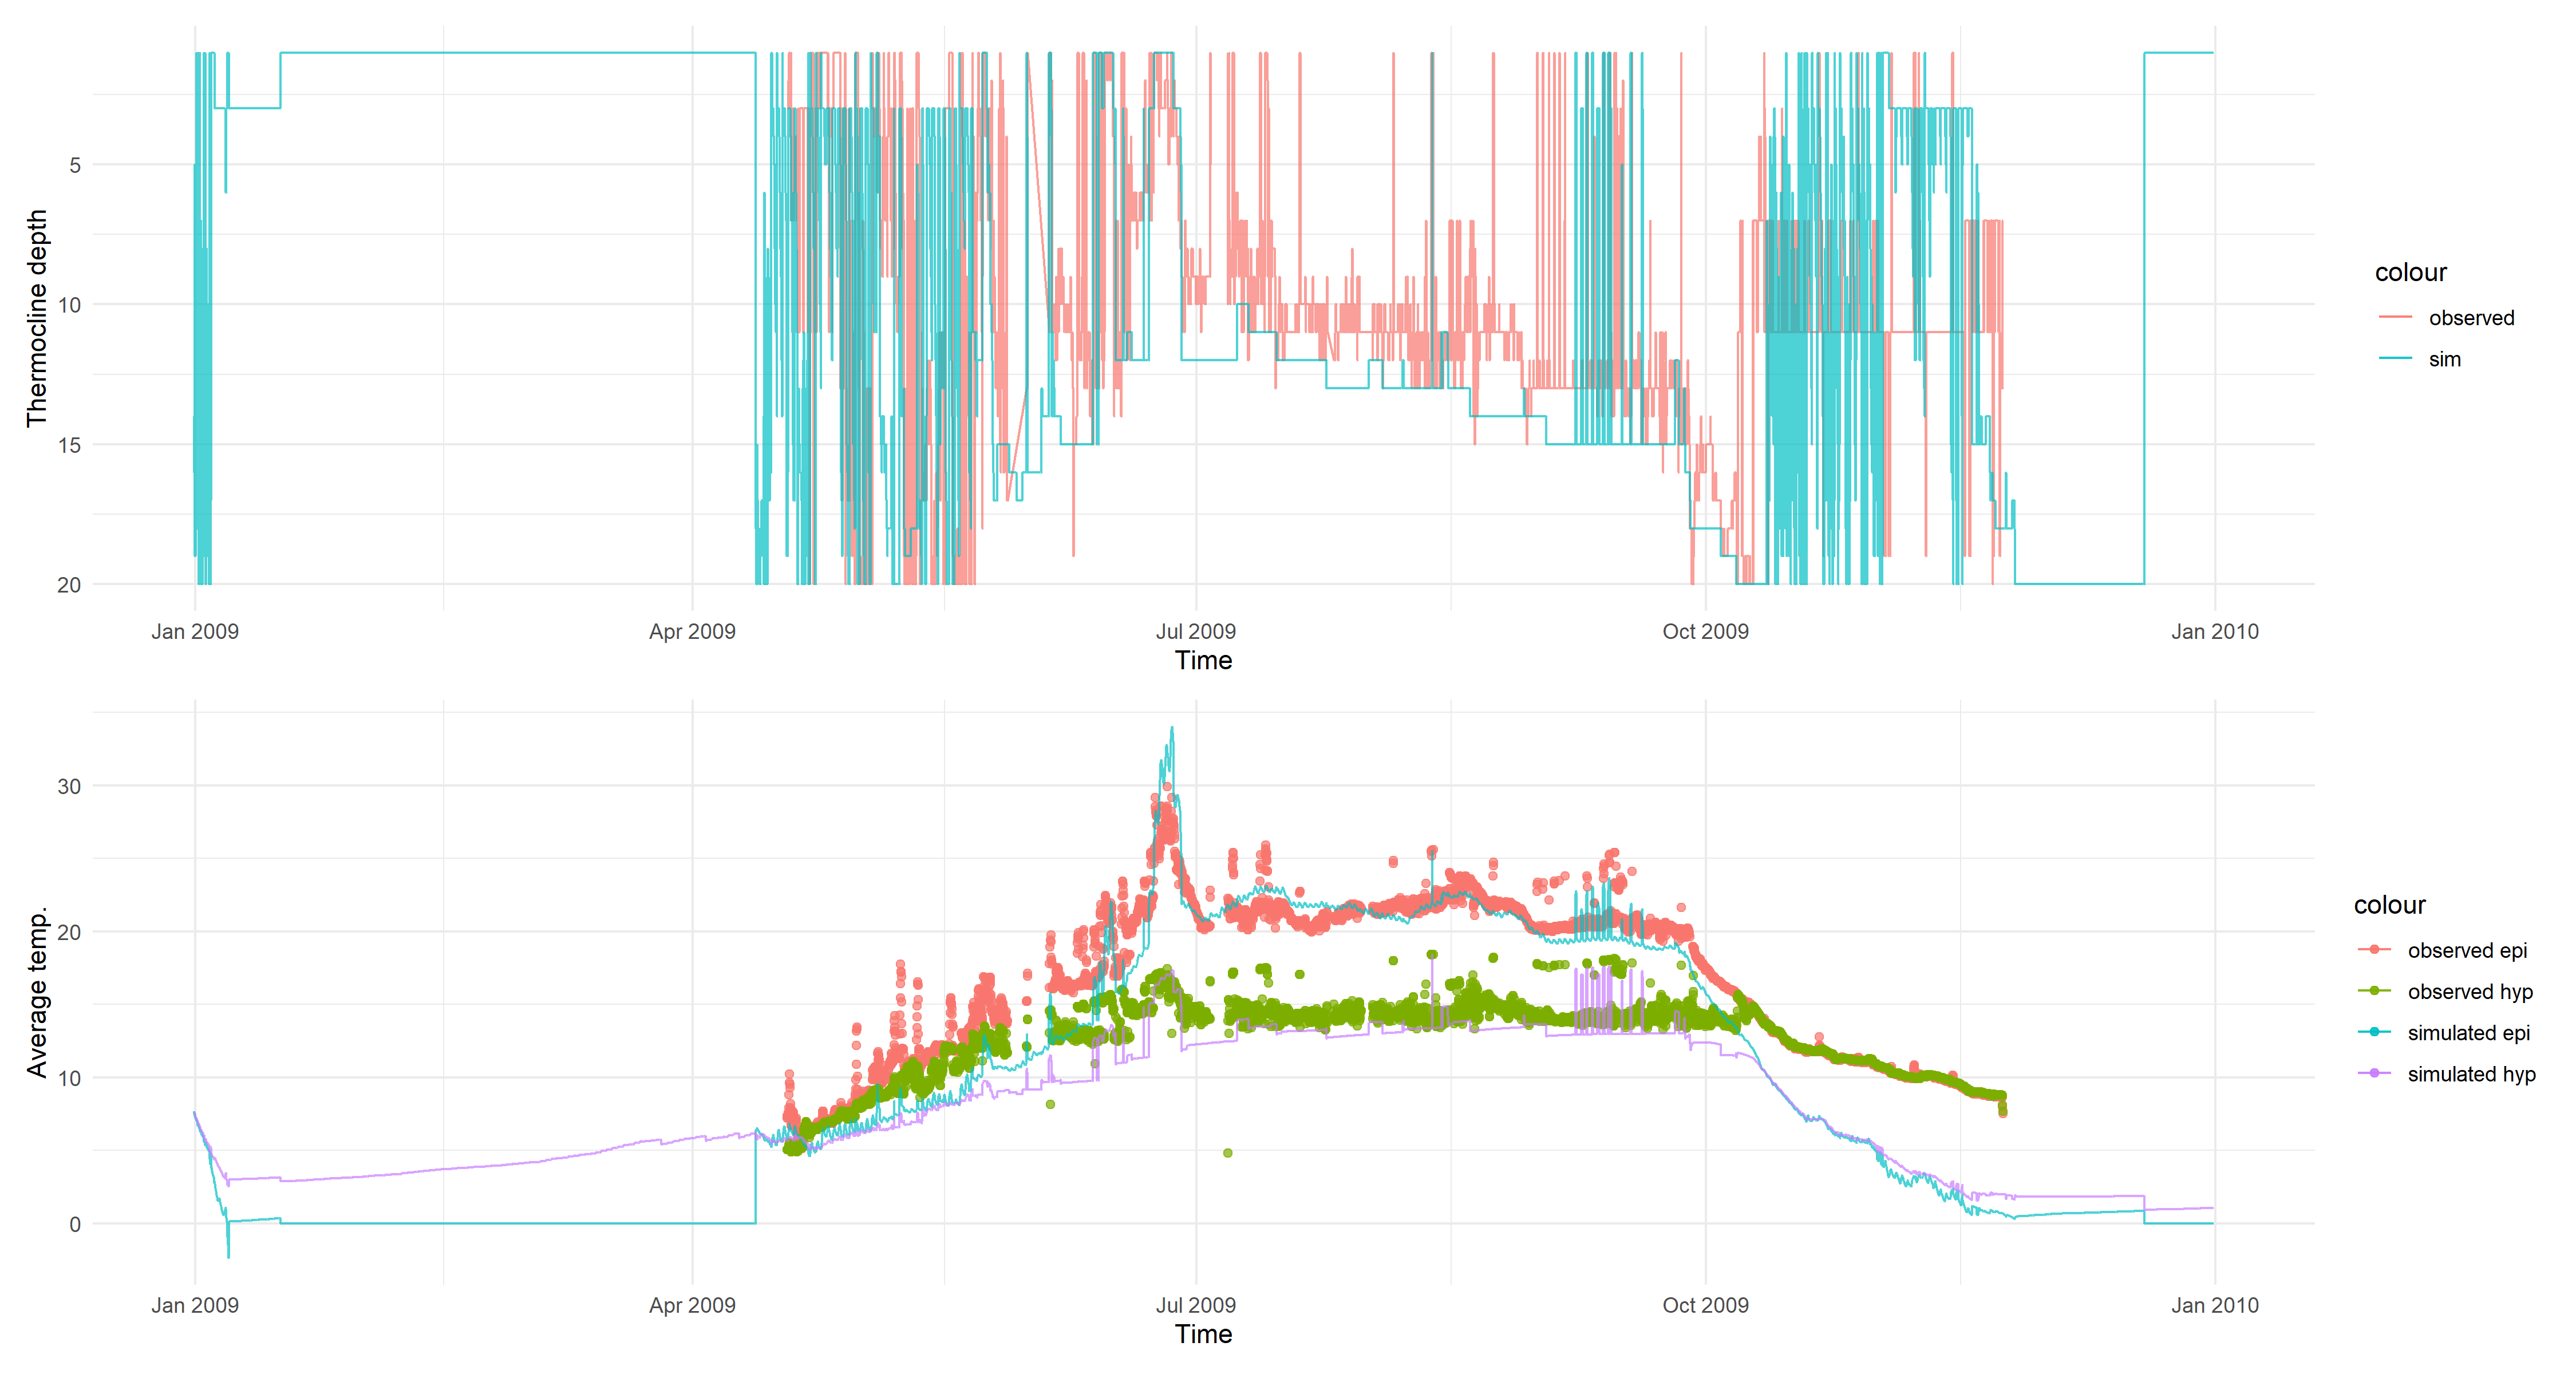 Thermocline depth
5
10
15
20
Jan 2009
Apr 2009
Jul 2009
Oct 2009
Jan 2010
Time
colour
observed
sim
Average temp.
30
20
10
0
Jan 2009
Apr 2009
Jul 2009
Oct 2009
Jan 2010
Time
colour
observed epi
observed hyp
simulated epi
simulated hyp